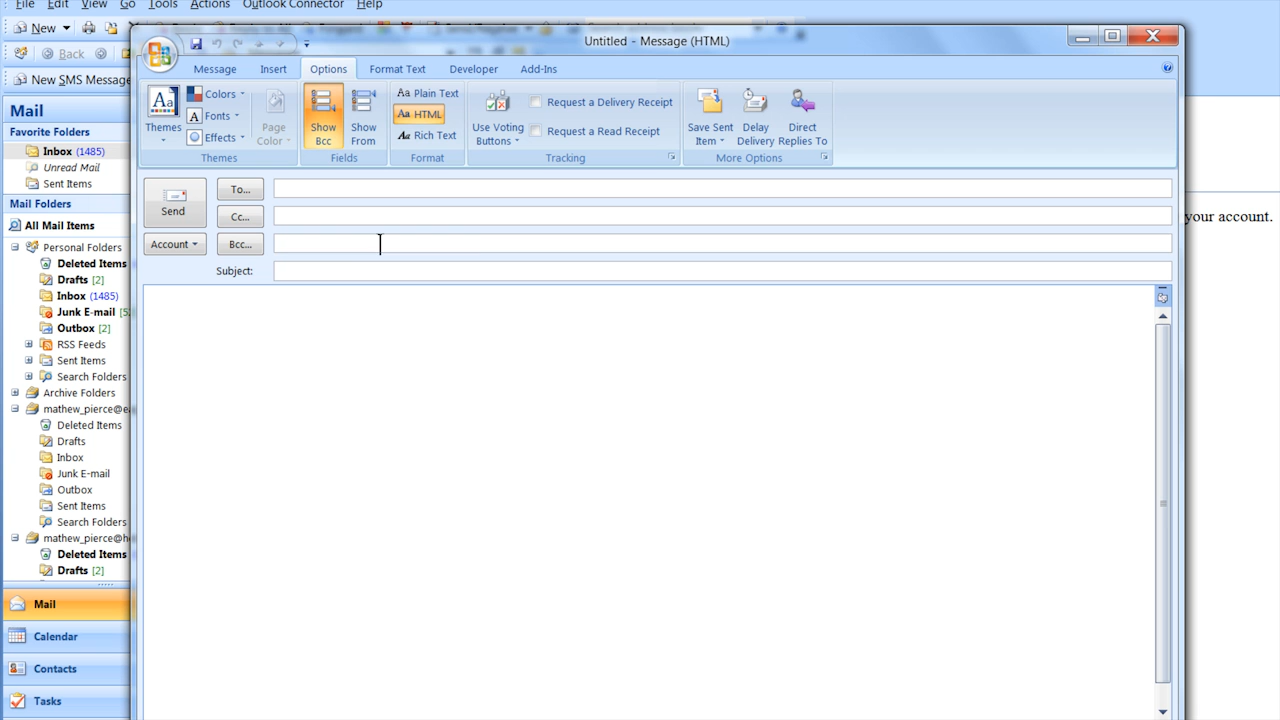 File Edit View Go Tools Actions Outlook Connector Help
New
Back
New SMS Message
Untitled - Message (HTML)
Message Insert Options Format Text Developer Add-Ins
Themes
Colors
Fonts
Effects
Page Color
Themes
Show Bcc
Show From
Fields
Aa Plain Text
Aa HTML
Aa Rich Text
Format
Use Voting Buttons
Request a Delivery Receipt
Request a Read Receipt
Tracking
Save Sent Item
Delay Delivery
Direct Replies To
More Options
Send
Account
To...
Cc...
Bcc...
Subject:
your account.
Mail
Favorite Folders
Inbox (1485)
Unread Mail
Sent Items
Mail Folders
All Mail Items
Personal Folders
Deleted Items
Drafts [2]
Inbox (1485)
Junk E-mail
Outbox [2]
RSS Feeds
Sent Items
Search Folders
Archive Folders
mathew_pierce@
Deleted Items
Drafts
Inbox
Junk E-mail
Outbox
Sent Items
Search Folders
mathew_pierce@h
Deleted Items
Drafts [2]
Mail
Calendar
Contacts
Tasks